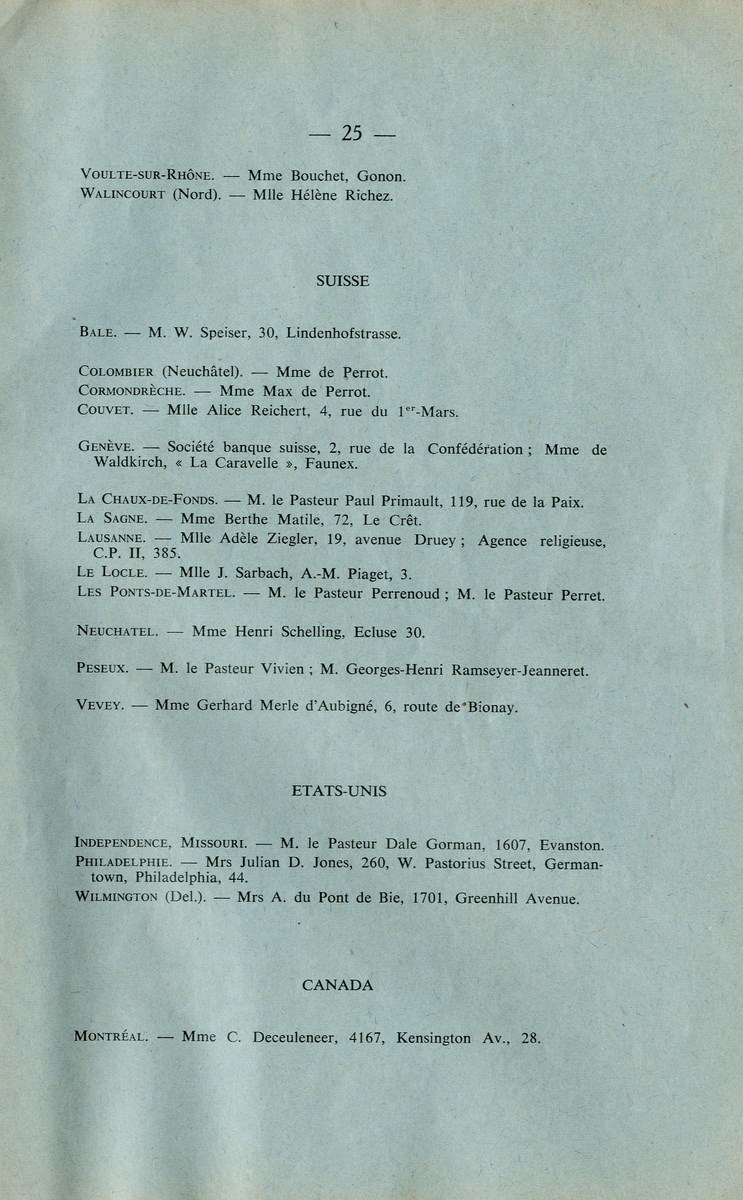 — 25 —
Voulte-sur-Rhône. — Mme Bouchet, Gonon.
Walincourt (Nord). — Mlle Hélène Richez.
SUISSE
Bale. — M. W. Speiser, 30, Lindenhofstrasse.
Colombier (Neuchâtel). — Mme de Perrot.
Cormondrèche. — Mme Max de Perrot.
Couvet. — Mlle Alice Reichert, 4, rue du 1er-Mars.
Genève. — Société banque suisse, 2, rue de la Confédération ; Mme de
Waldkirch, « La Caravelle », Faunex.
La Chaux-de-Fonds. — M. le Pasteur Paul Primault, 119, rue de la Paix.
La Sagne. — Mme Berthe Matile, 72, Le Crêt.
Lausanne. — Mlle Adèle Ziegler, 19, avenue Druey ; Agence religieuse,
C.P. II, 385.
Le Locle. — Mlle J. Sarbach, A.-M. Piaget, 3.
Les Ponts-de-Martel. — M. le Pasteur Perrenoud ; M. le Pasteur Perret.
Neuchatel. — Mme Henri Schelling, Ecluse 30.
Peseux. — M. le Pasteur Vivien ; M. Georges-Henri Ramseyer-Jeanneret.
Vevey. — Mme Gerhard Merle d'Aubigné, 6, route de Bionay.
ETATS-UNIS
Independence, Missouri. — M. le Pasteur Dale Gorman, 1607, Evanston.
Philadelphie. — Mrs Julian D. Jones, 260, W. Pastorius Street, German-
town, Philadelphia, 44.
Wilmington (Del.). — Mrs A. du Pont de Bie, 1701, Greenhill Avenue.
CANADA
Montréal. — Mme C. Deceuleneer, 4167, Kensington Av., 28.